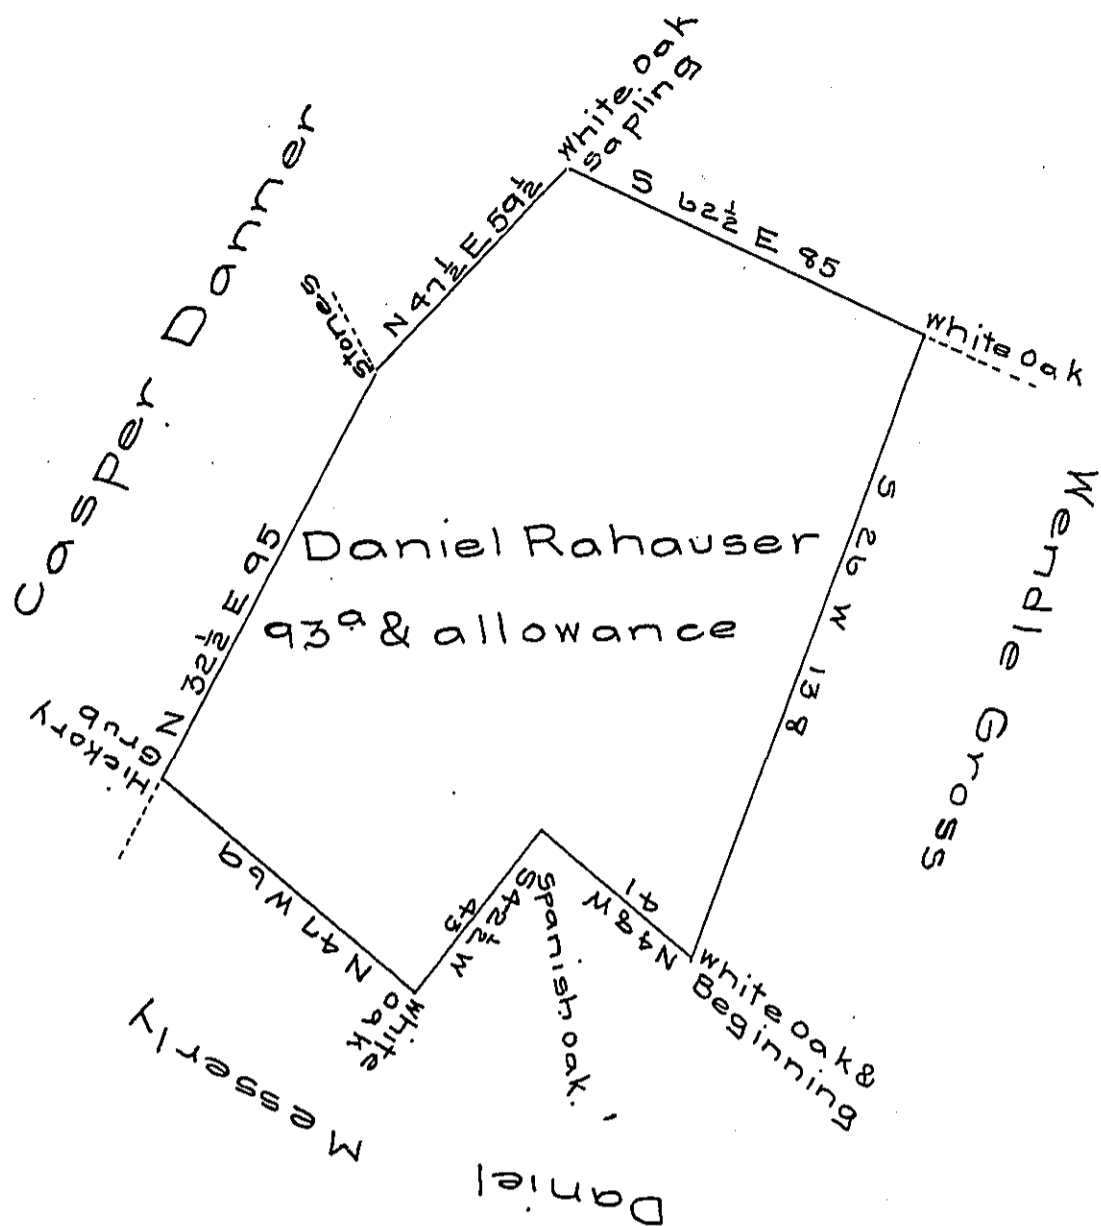 White Oak
Sapling
S 62½ E 85
White Oak
S 26 W 138
Wendle Gross
White Oak &
Beginning
N 48 W
41
Spanish oak.
S 42½ W
43
White
oak
N 47 W 69
Daniel
Messerly
Hickory
Grub
N 32½ E 95
Stones
N 47½ E 59½
Casper Danner
Daniel Rahauser
93ª & allowance